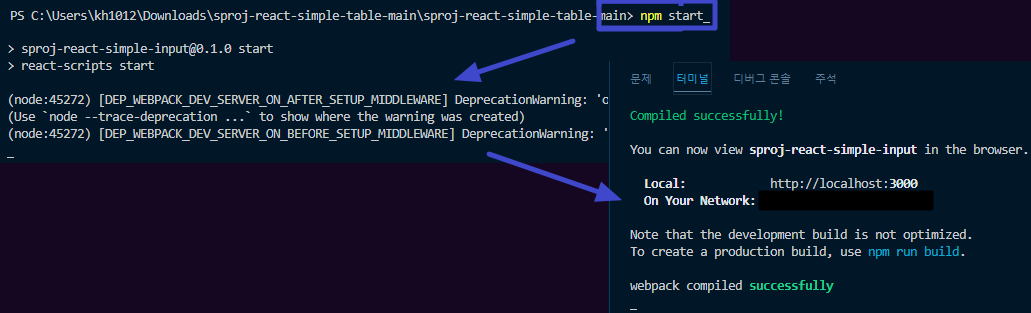 PS C:\Users\kh1012\Downloads\sproj-react-simple-table-main\sproj-react-simple-table-main> npm start_
> sproj-react-simple-input@0.1.0 start
> react-scripts start
(node:45272) [DEP_WEBPACK_DEV_SERVER_ON_AFTER_SETUP_MIDDLEWARE] DeprecationWarning: 'o
(Use `node --trace-deprecation ...` to show where the warning was created)
(node:45272) [DEP_WEBPACK_DEV_SERVER_ON_BEFORE_SETUP_MIDDLEWARE] DeprecationWarning: '
_
문제 터미널 디버그 콘솔 주석
Compiled successfully!
You can now view sproj-react-simple-input in the browser.
Local: http://localhost:3000
On Your Network:
Note that the development build is not optimized.
To create a production build, use npm run build.
webpack compiled successfully
_